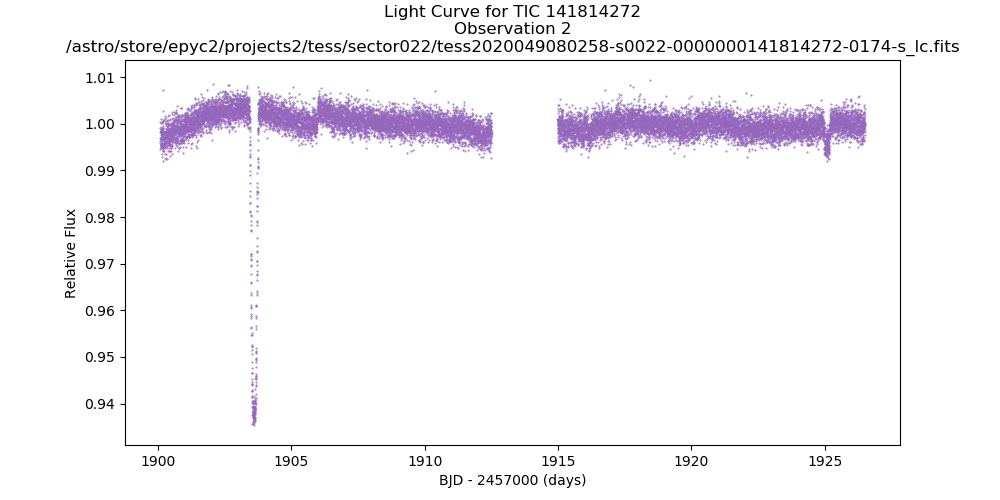 Light Curve for TIC 141814272
Observation 2
/astro/store/epyc2/projects2/tess/sector022/tess2020049080258-s0022-0000000141814272-0174-s_lc.fits
1.01
1.00
0.99
0.98
0.97
0.96
0.95
0.94
Relative Flux
1900
1905
1910
1915
1920
1925
BJD - 2457000 (days)